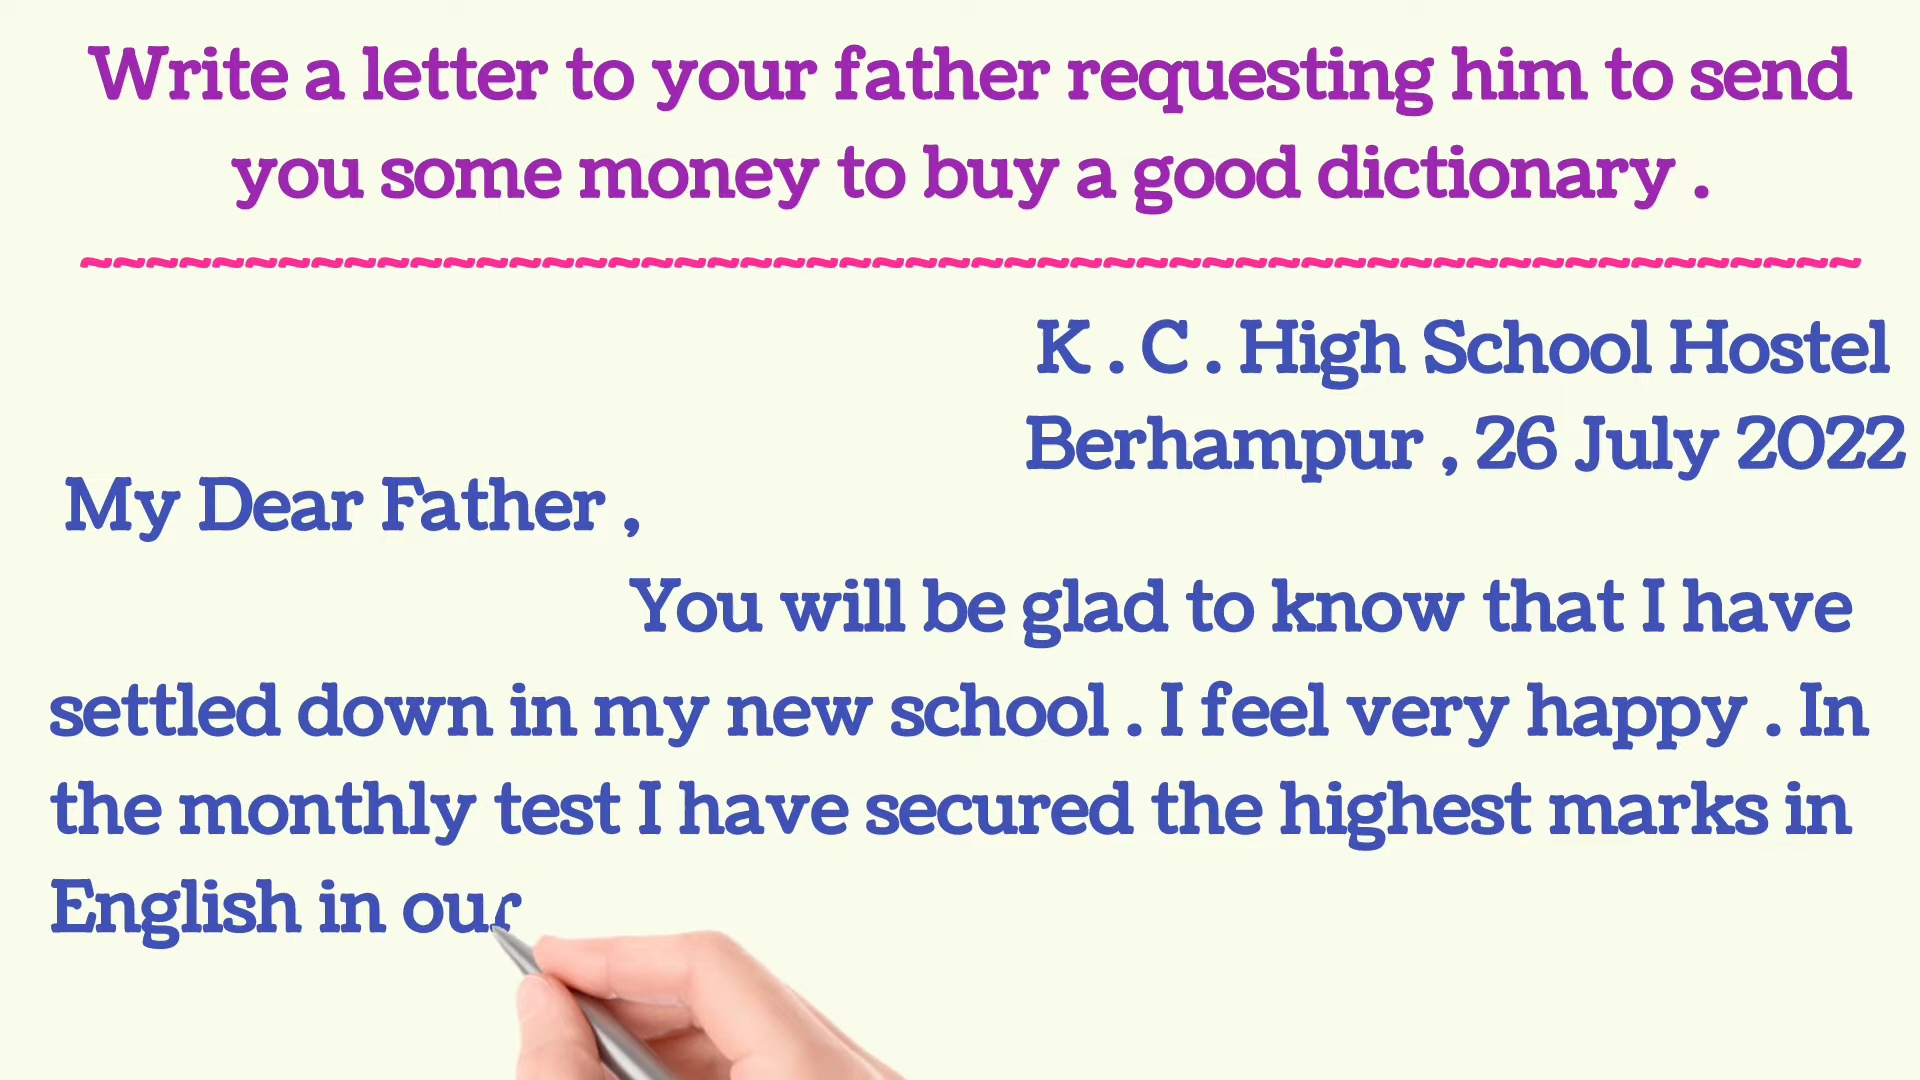 Write a letter to your father requesting him to send
you some money to buy a good dictionary .
~~~~~~~~~~~~~~~~~~~~~~~~~~~~~~~~~~~~~~~~~~~~~~~~~~~~~~
K . C . High School Hostel
Berhampur , 26 July 2022
My Dear Father ,
You will be glad to know that I have
settled down in my new school . I feel very happy . In
the monthly test I have secured the highest marks in
English in our